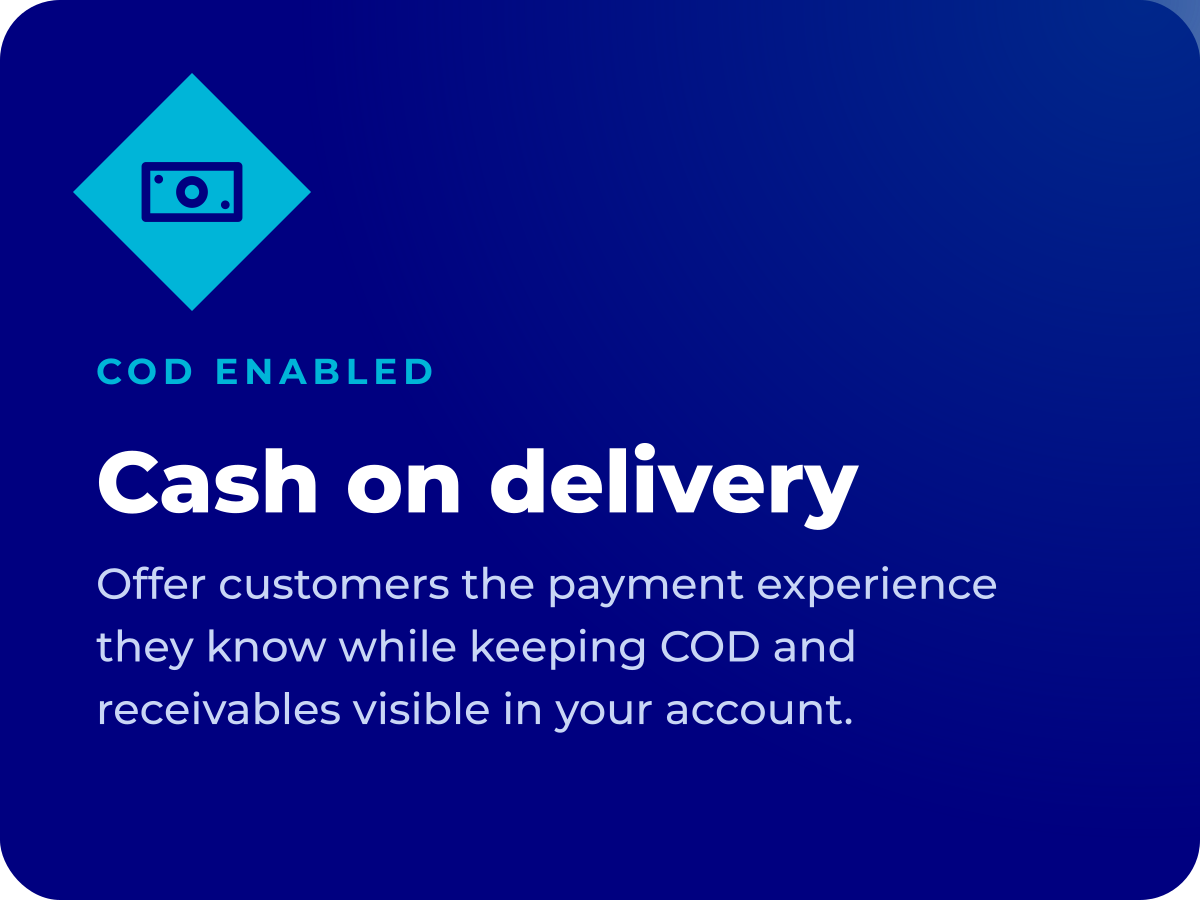 COD ENABLED
Cash on delivery
Offer customers the payment experience
they know while keeping COD and
receivables visible in your account.